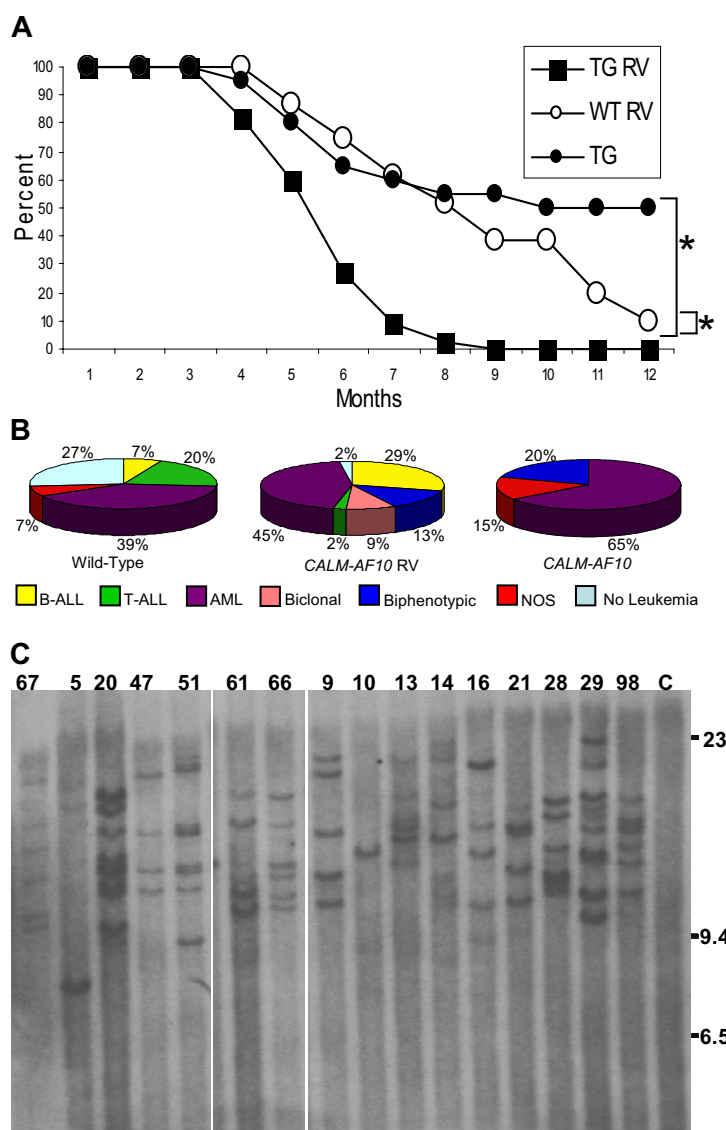 A
TG RV
WT RV
TG
Percent
100
90
80
70
60
50
40
30
20
10
0
*
*
1 2 3 4 5 6 7 8 9 10 11 12
Months
B
27% 7% 20% 7% 39%
Wild-Type
2% 29% 45% 2% 9% 13%
CALM-AF10 RV
20% 15% 65%
CALM-AF10
B-ALL T-ALL AML Biclonal Biphenotypic NOS No Leukemia
C
67 5 20 47 51 61 66 9 10 13 14 16 21 28 29 98 C
23
9.4
6.5